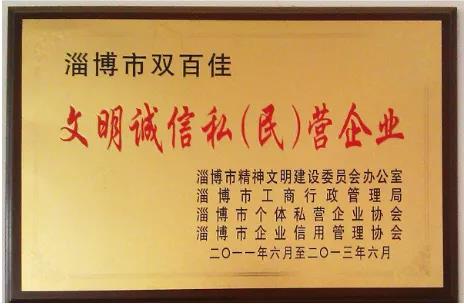 淄博市双百佳
文明诚信私(民)营企业
淄博市精神文明建设委员会办公室
淄博市工商行政管理局
淄博市个体私营企业协会
淄博市企业信用管理协会
二〇一一年六月至二〇一三年六月